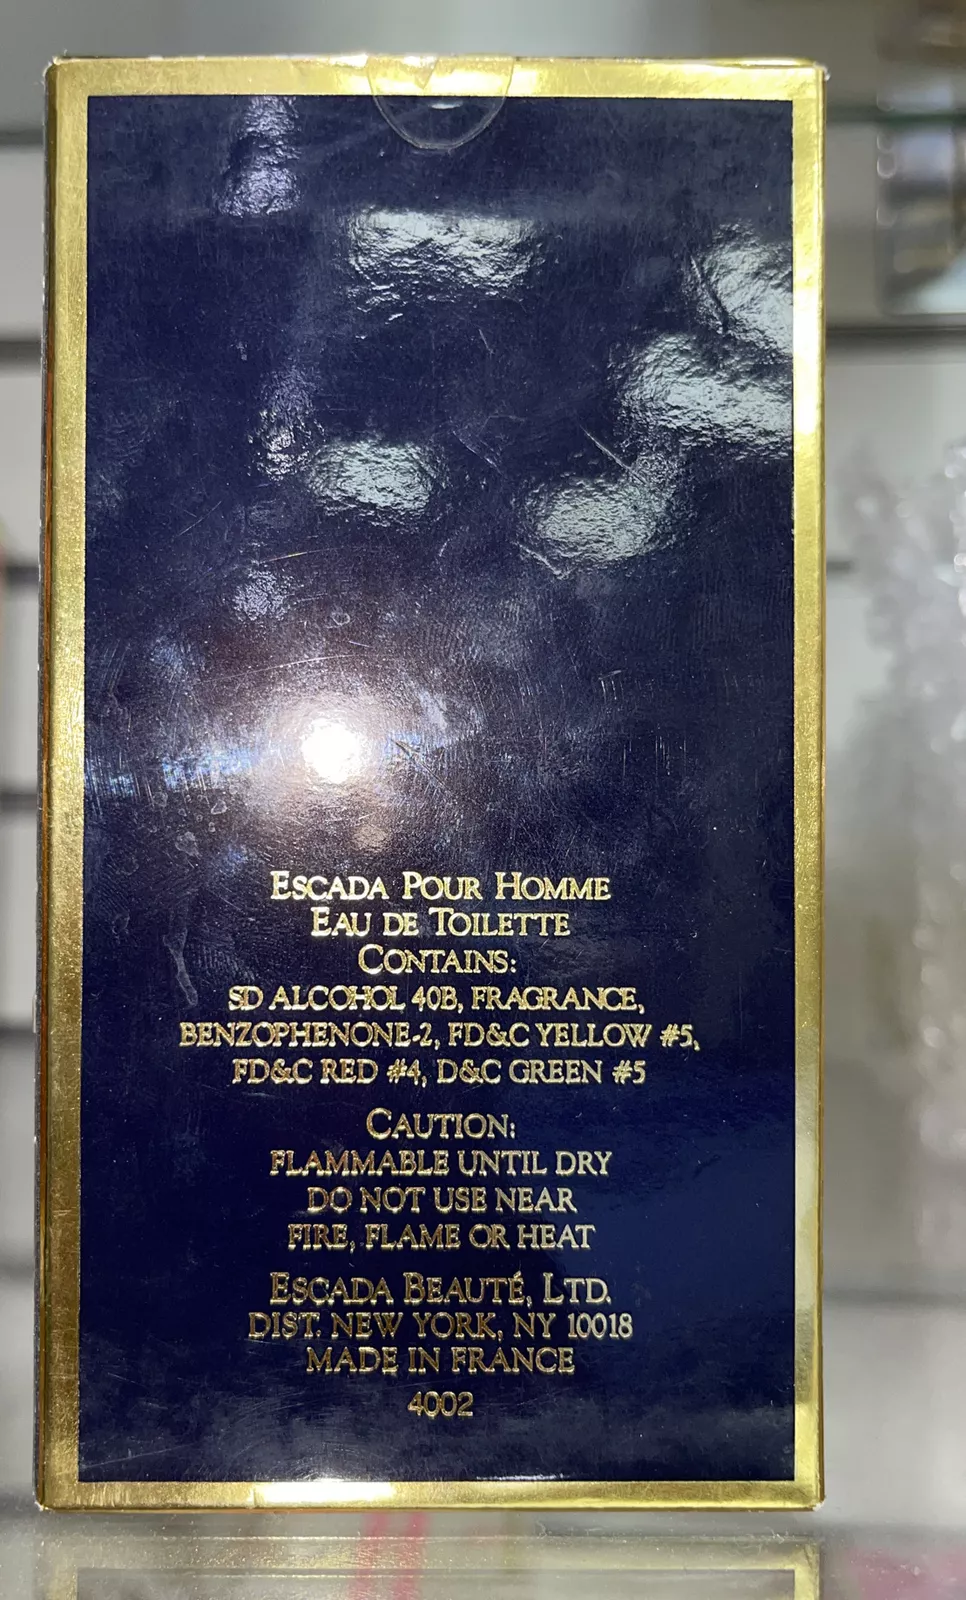 ESCADA POUR HOMME
EAU DE TOILETTE
CONTAINS:
SD ALCOHOL 40B, FRAGRANCE,
BENZOPHENONE-2, FD&C YELLOW #5,
FD&C RED #4, D&C GREEN #5
CAUTION:
FLAMMABLE UNTIL DRY
DO NOT USE NEAR
FIRE, FLAME OR HEAT
ESCADA BEAUTÉ, LTD.
DIST. NEW YORK, NY 10018
MADE IN FRANCE
4002